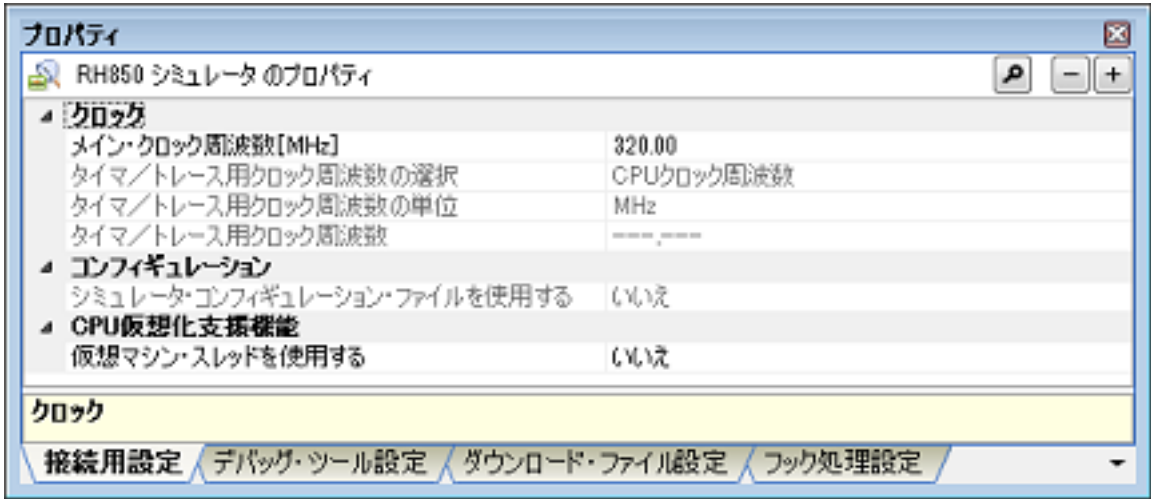 プロパティ
RH850 シミュレータ のプロパティ
クロック
メイン・クロック周波数[MHz] 320.00
タイマ／トレース用クロック周波数の選択 CPUクロック周波数
タイマ／トレース用クロック周波数の単位 MHz
タイマ／トレース用クロック周波数 ---.---
コンフィギュレーション
シミュレータ・コンフィギュレーション・ファイルを使用する いいえ
CPU仮想化支援機能
仮想マシン・スレッドを使用する いいえ
クロック
接続用設定 デバッグ・ツール設定 ダウンロード・ファイル設定 フック処理設定